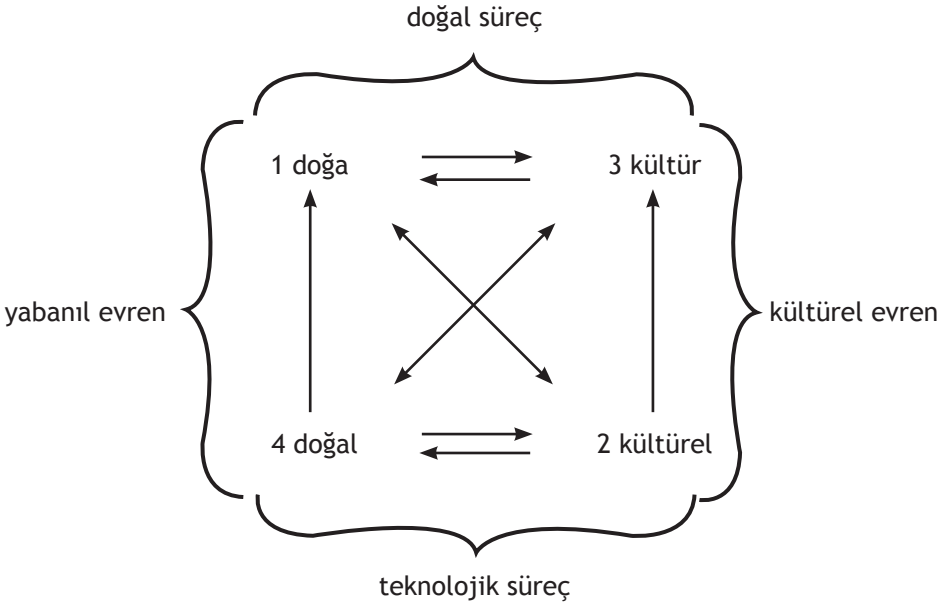 doğal süreç
1 doğa
3 kültür
yabanıl evren
kültürel evren
4 doğal
2 kültürel
teknolojik süreç